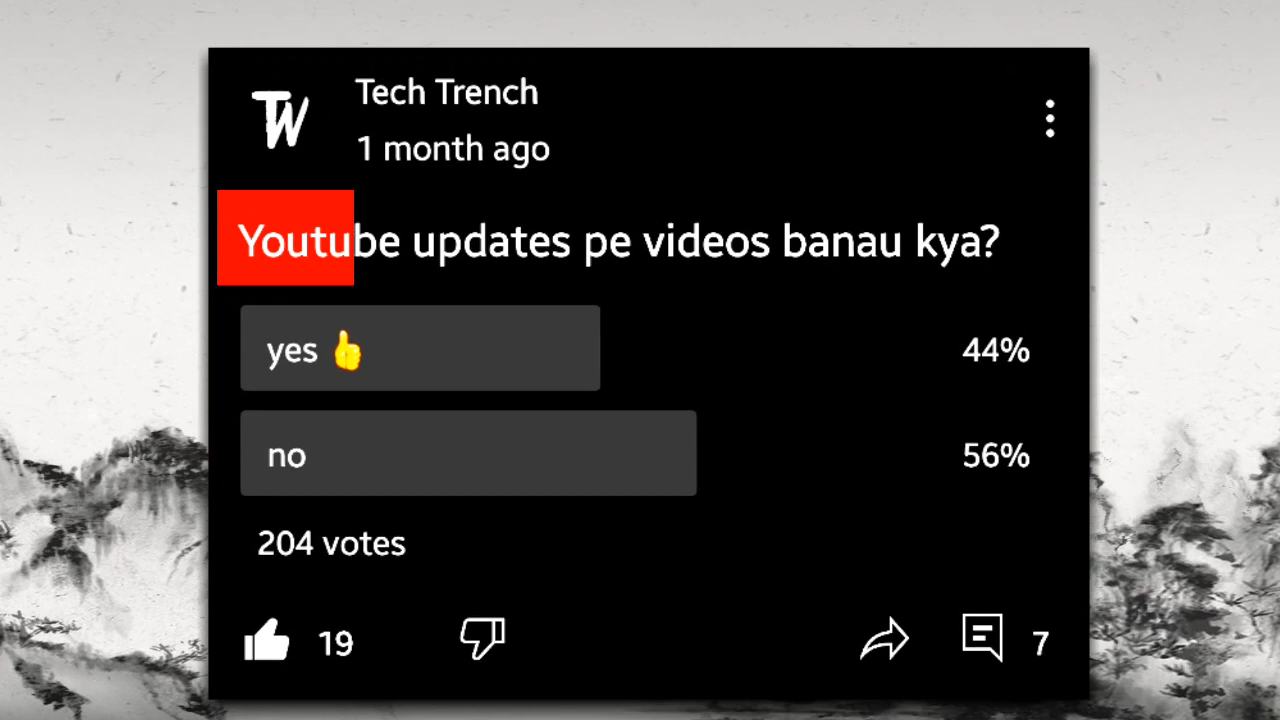 TW
Tech Trench
1 month ago
Youtube updates pe videos banau kya?
yes 👍 44%
no 56%
204 votes
19 7